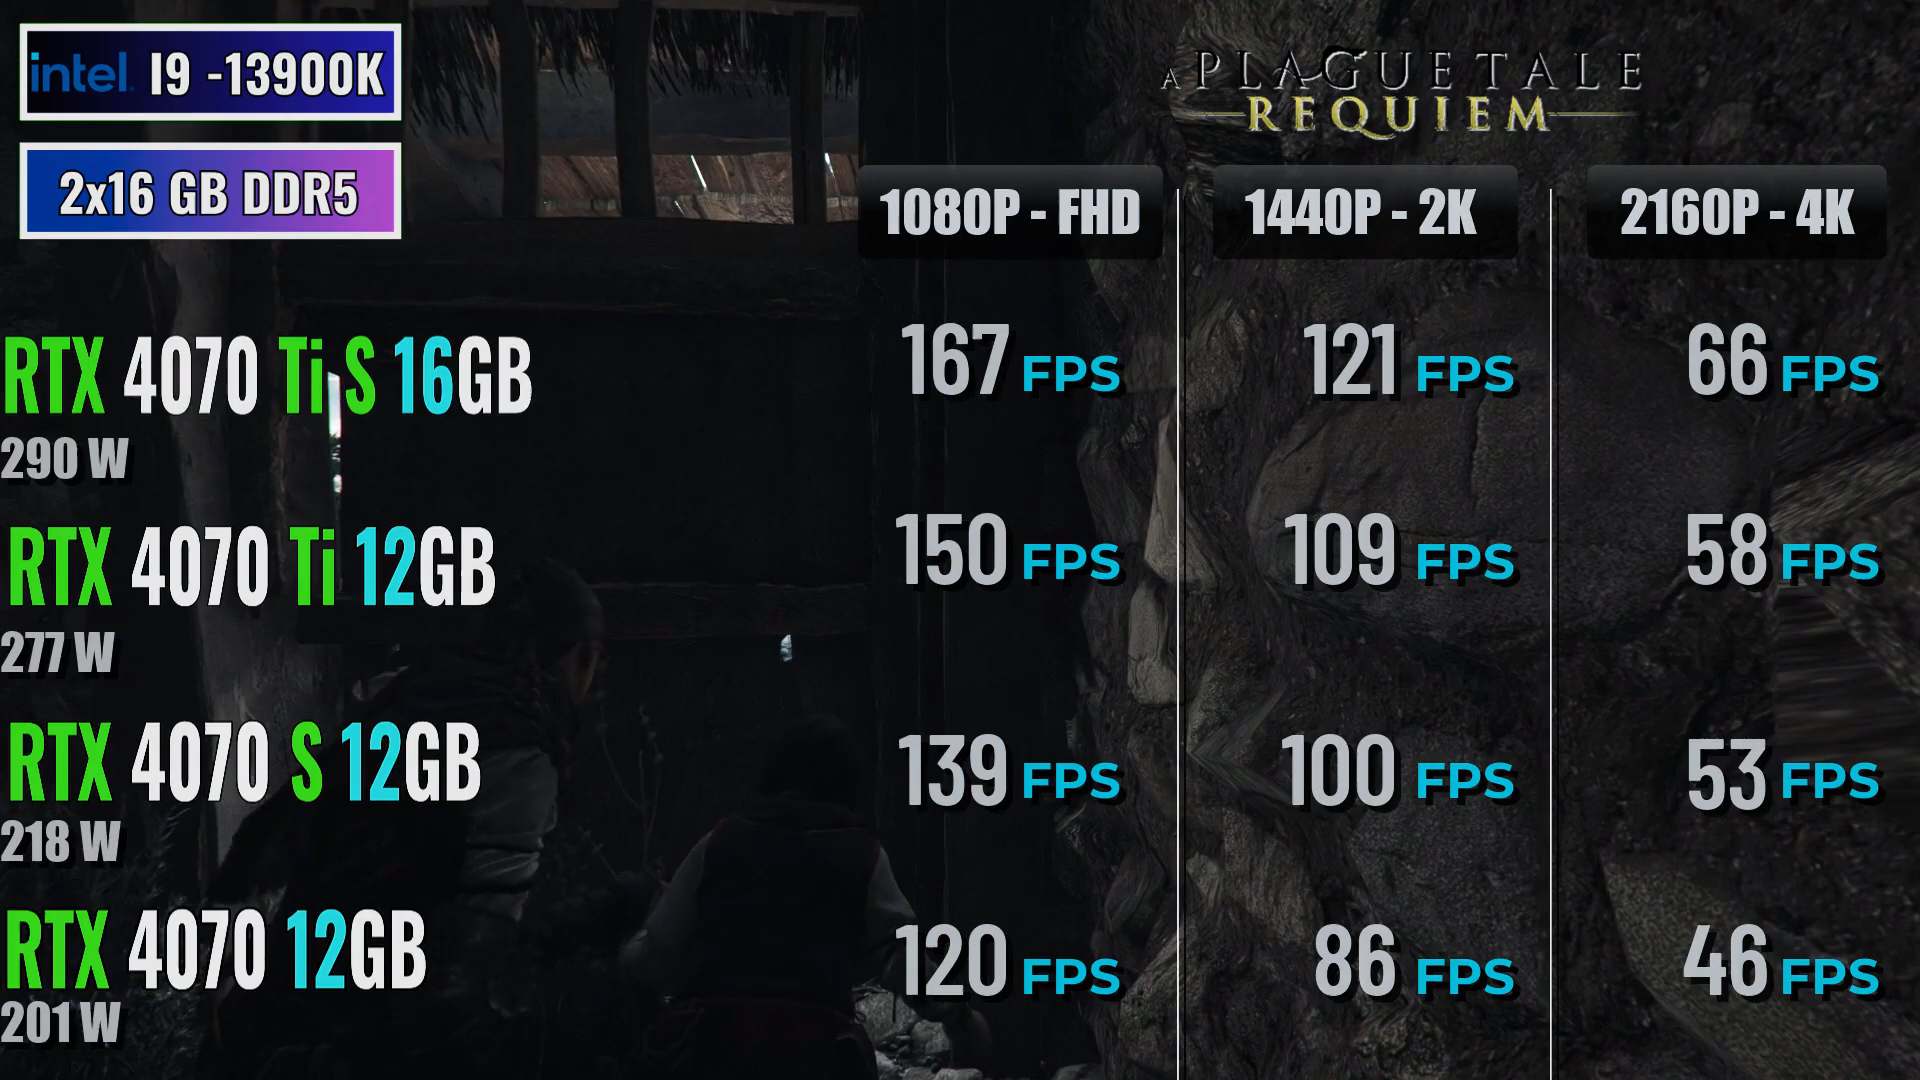 intel. I9 -13900K
2x16 GB DDR5
A PLAGUE TALE
REQUIEM
1080P - FHD 1440P - 2K 2160P - 4K
RTX 4070 Ti S 16GB 167 FPS 121 FPS 66 FPS
290 W
RTX 4070 Ti 12GB 150 FPS 109 FPS 58 FPS
277 W
RTX 4070 S 12GB 139 FPS 100 FPS 53 FPS
218 W
RTX 4070 12GB 120 FPS 86 FPS 46 FPS
201 W